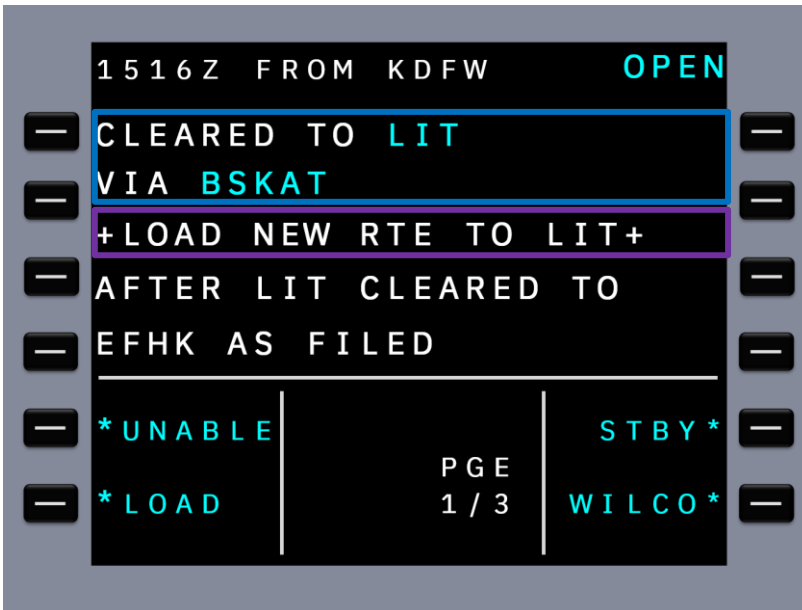 1516Z FROM KDFW OPEN
CLEARED TO LIT
VIA BSKAT
+LOAD NEW RTE TO LIT+
AFTER LIT CLEARED TO
EFHK AS FILED
*UNABLE STBY*
PGE
*LOAD 1/3 WILCO*